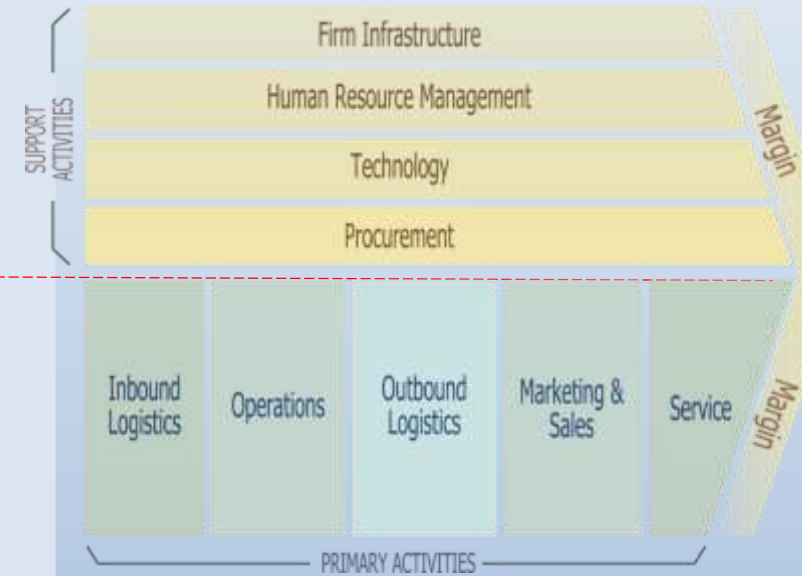 Firm Infrastructure
Human Resource Management
Technology
Procurement
SUPPORT
ACTIVITIES
Margin
Inbound
Logistics
Operations
Outbound
Logistics
Marketing &
Sales
Service
Margin
PRIMARY ACTIVITIES